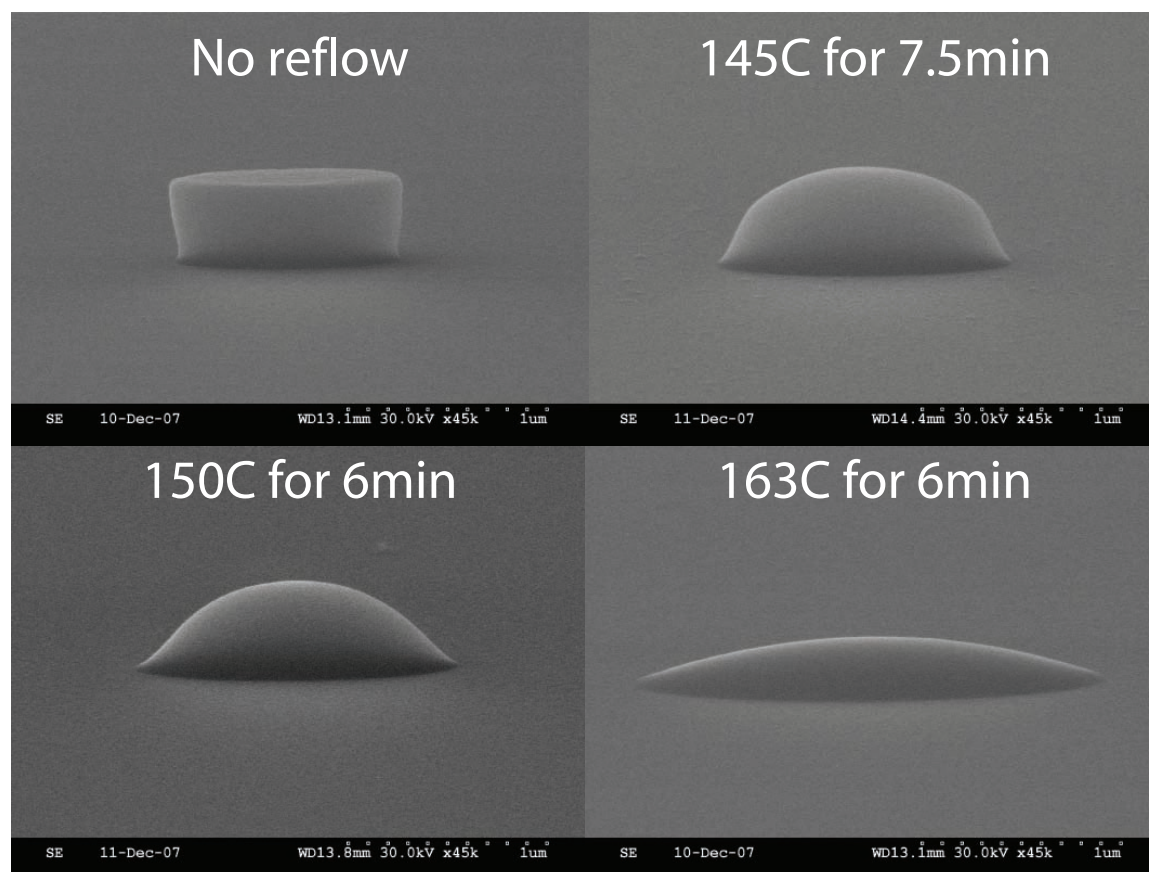 No reflow
145C for 7.5min
SE 10-Dec-07 WD13.1mm 30.0kV x45k 1um
SE 11-Dec-07 WD14.4mm 30.0kV x45k 1um
150C for 6min
163C for 6min
SE 11-Dec-07 WD13.8mm 30.0kV x45k 1um
SE 10-Dec-07 WD13.1mm 30.0kV x45k 1um